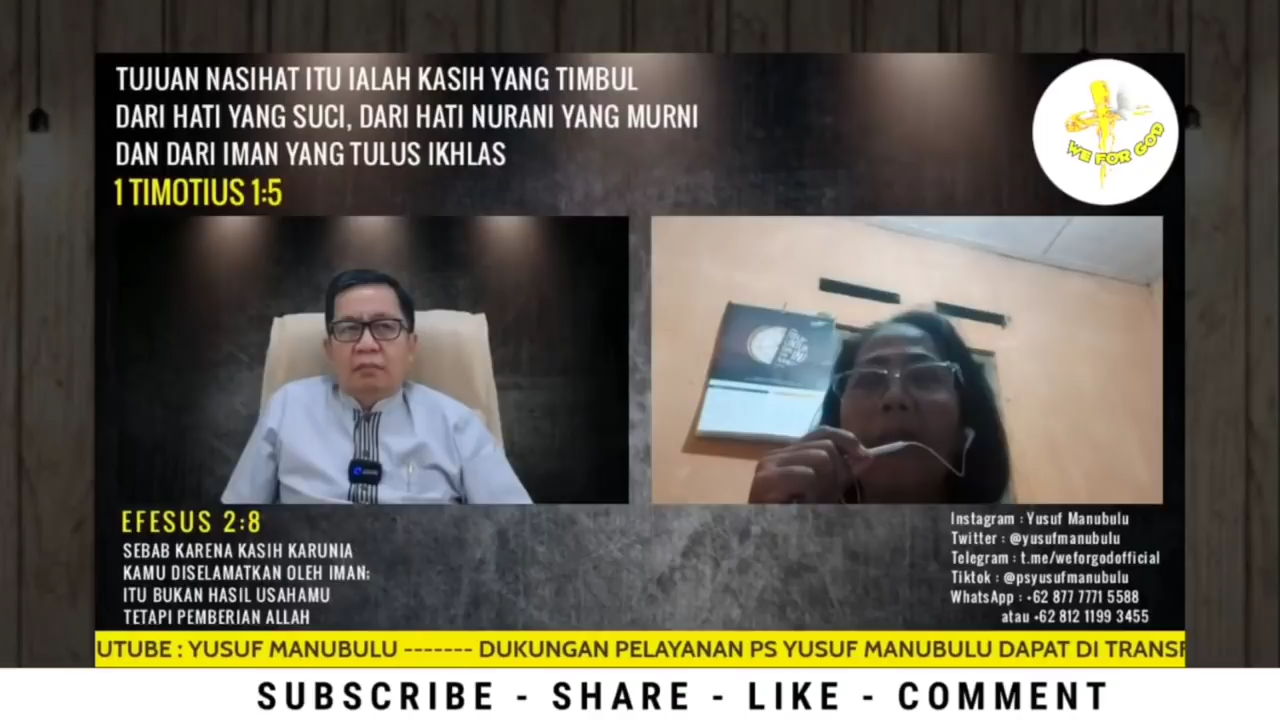 TUJUAN NASIHAT ITU IALAH KASIH YANG TIMBUL
DARI HATI YANG SUCI, DARI HATI NURANI YANG MURNI
DAN DARI IMAN YANG TULUS IKHLAS
1 TIMOTIUS 1:5
WE FOR GOD
EFESUS 2:8
SEBAB KARENA KASIH KARUNIA
KAMU DISELAMATKAN OLEH IMAN:
ITU BUKAN HASIL USAHAMU
TETAPI PEMBERIAN ALLAH
Instagram : Yusuf Manubulu
Twitter : @yusufmanubulu
Telegram : t.me/weforgodofficial
Tiktok : @psyusufmanubulu
WhatsApp : +62 877 7771 5588
atau +62 812 1199 3455
UTUBE : YUSUF MANUBULU ------- DUKUNGAN PELAYANAN PS YUSUF MANUBULU DAPAT DI TRANSF
SUBSCRIBE - SHARE - LIKE - COMMENT